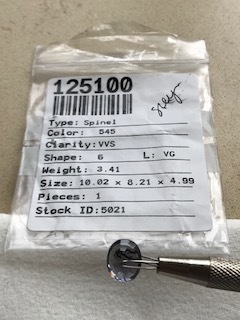 125100
Type: Spinel
Color: 545
Clarity: VVS
Shape: 6 L: VG
Weight: 3.41
Size: 10.02 x 8.21 x 4.99
Pieces: 1
Stock ID: 5021